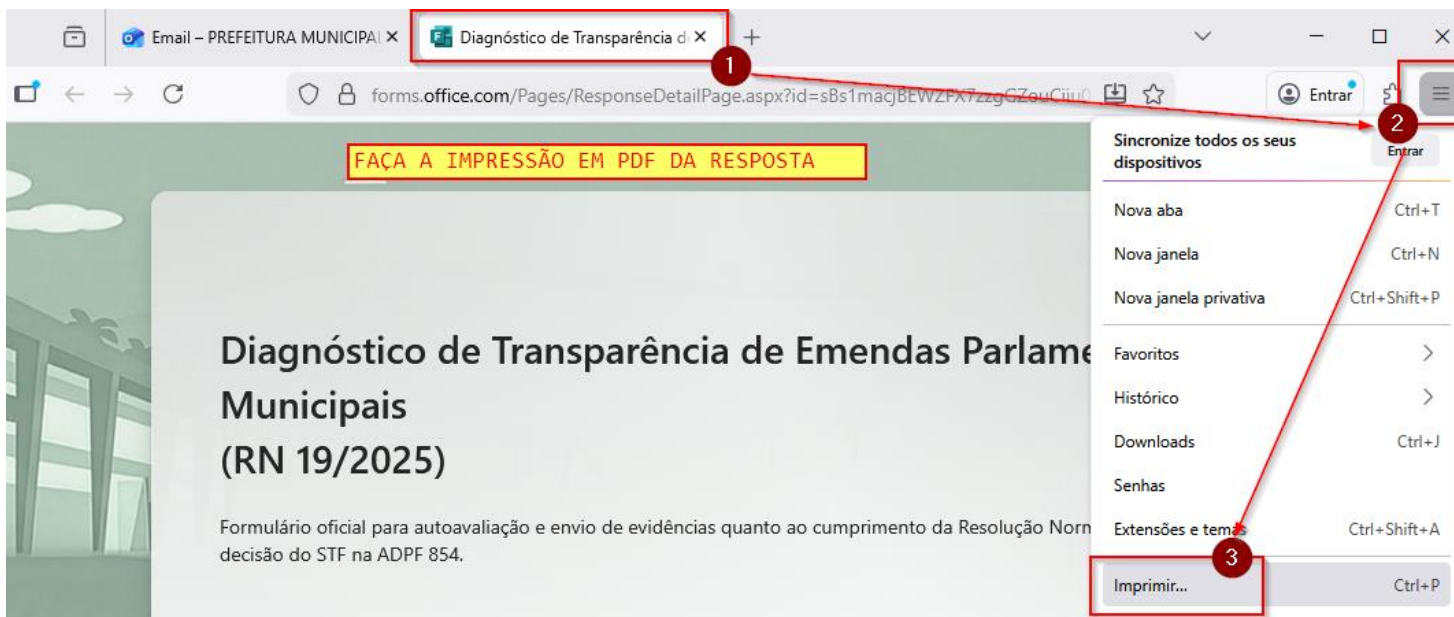 Email – PREFEITURA MUNICIPAL
Diagnóstico de Transparência d
1
forms.office.com/Pages/ResponseDetailPage.aspx?id=
Entrar
2
FAÇA A IMPRESSÃO EM PDF DA RESPOSTA
Sincronize todos os seus
dispositivos
Entrar
Nova aba Ctrl+T
Nova janela Ctrl+N
Nova janela privativa Ctrl+Shift+P
Favoritos
Histórico
Downloads Ctrl+J
Senhas
Extensões e temas Ctrl+Shift+A
3
Imprimir... Ctrl+P
Diagnóstico de Transparência de Emendas Parlame
Municipais
(RN 19/2025)
Formulário oficial para autoavaliação e envio de evidências quanto ao cumprimento da Resolução Norm
decisão do STF na ADPF 854.